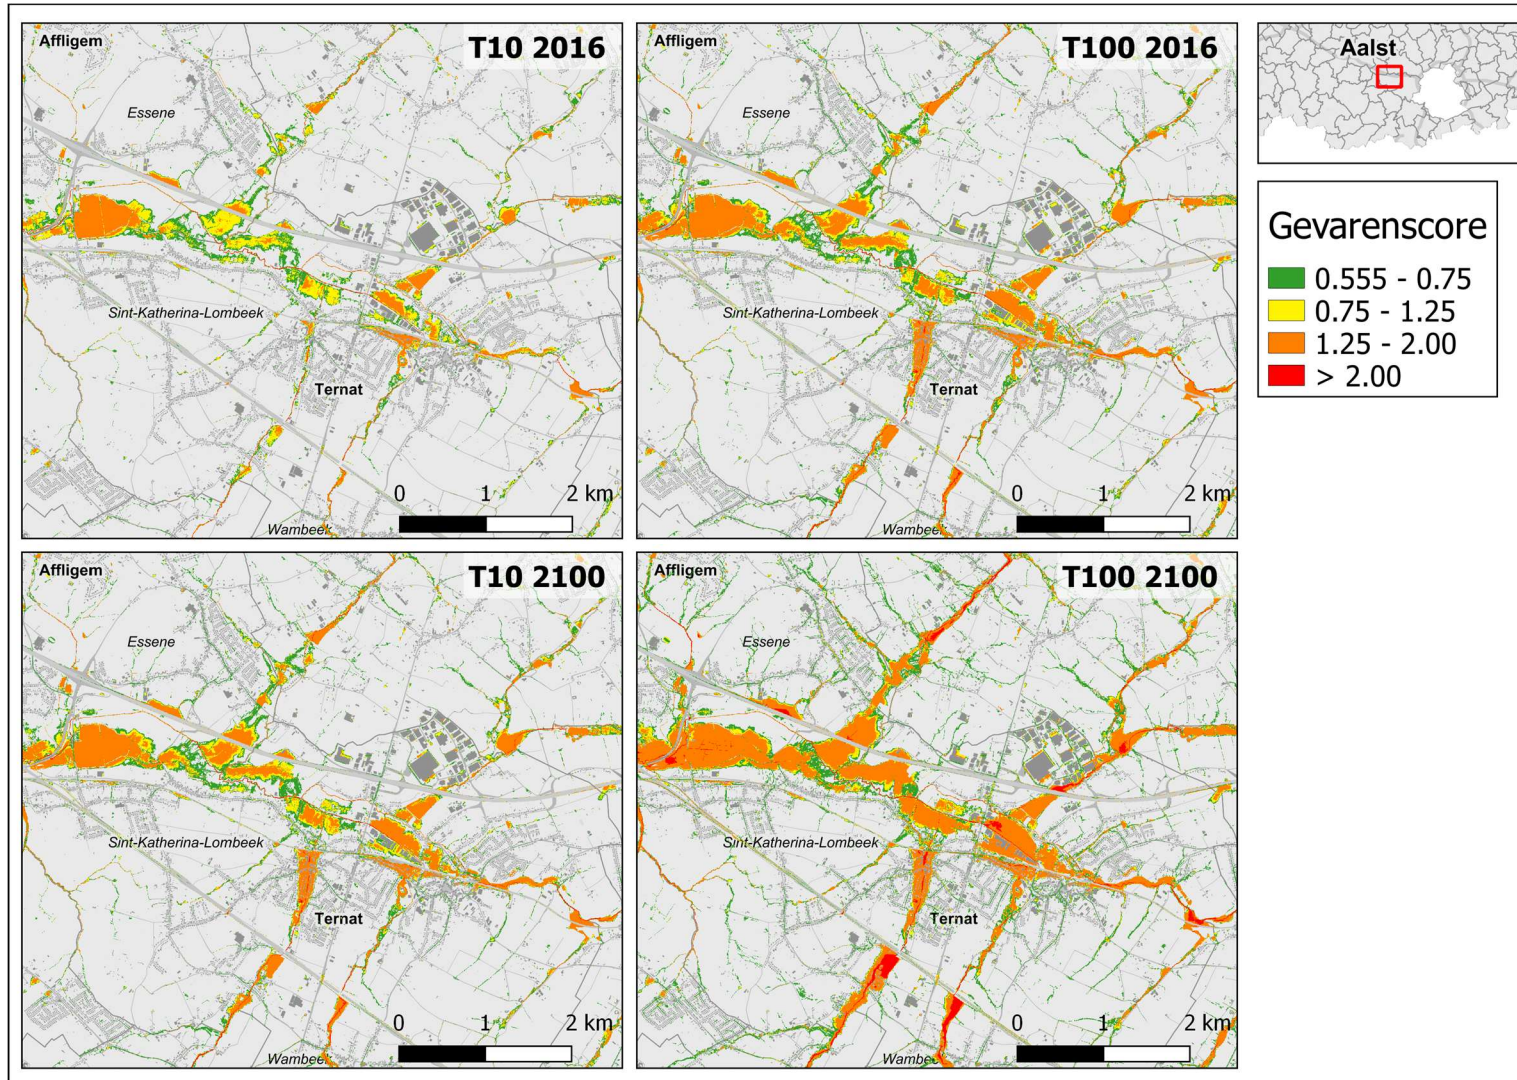 Affligem
T10 2016
Essene
Sint-Katherina-Lombeek
Ternat
0 1 2 km
Wambeek
Affligem
T100 2016
Essene
Sint-Katherina-Lombeek
Ternat
0 1 2 km
Wambeek
Aalst
Gevarenscore
0.555 - 0.75
0.75 - 1.25
1.25 - 2.00
> 2.00
Affligem
T10 2100
Essene
Sint-Katherina-Lombeek
Ternat
0 1 2 km
Wambeek
Affligem
T100 2100
Essene
Sint-Katherina-Lombeek
Ternat
0 1 2 km
Wambeek